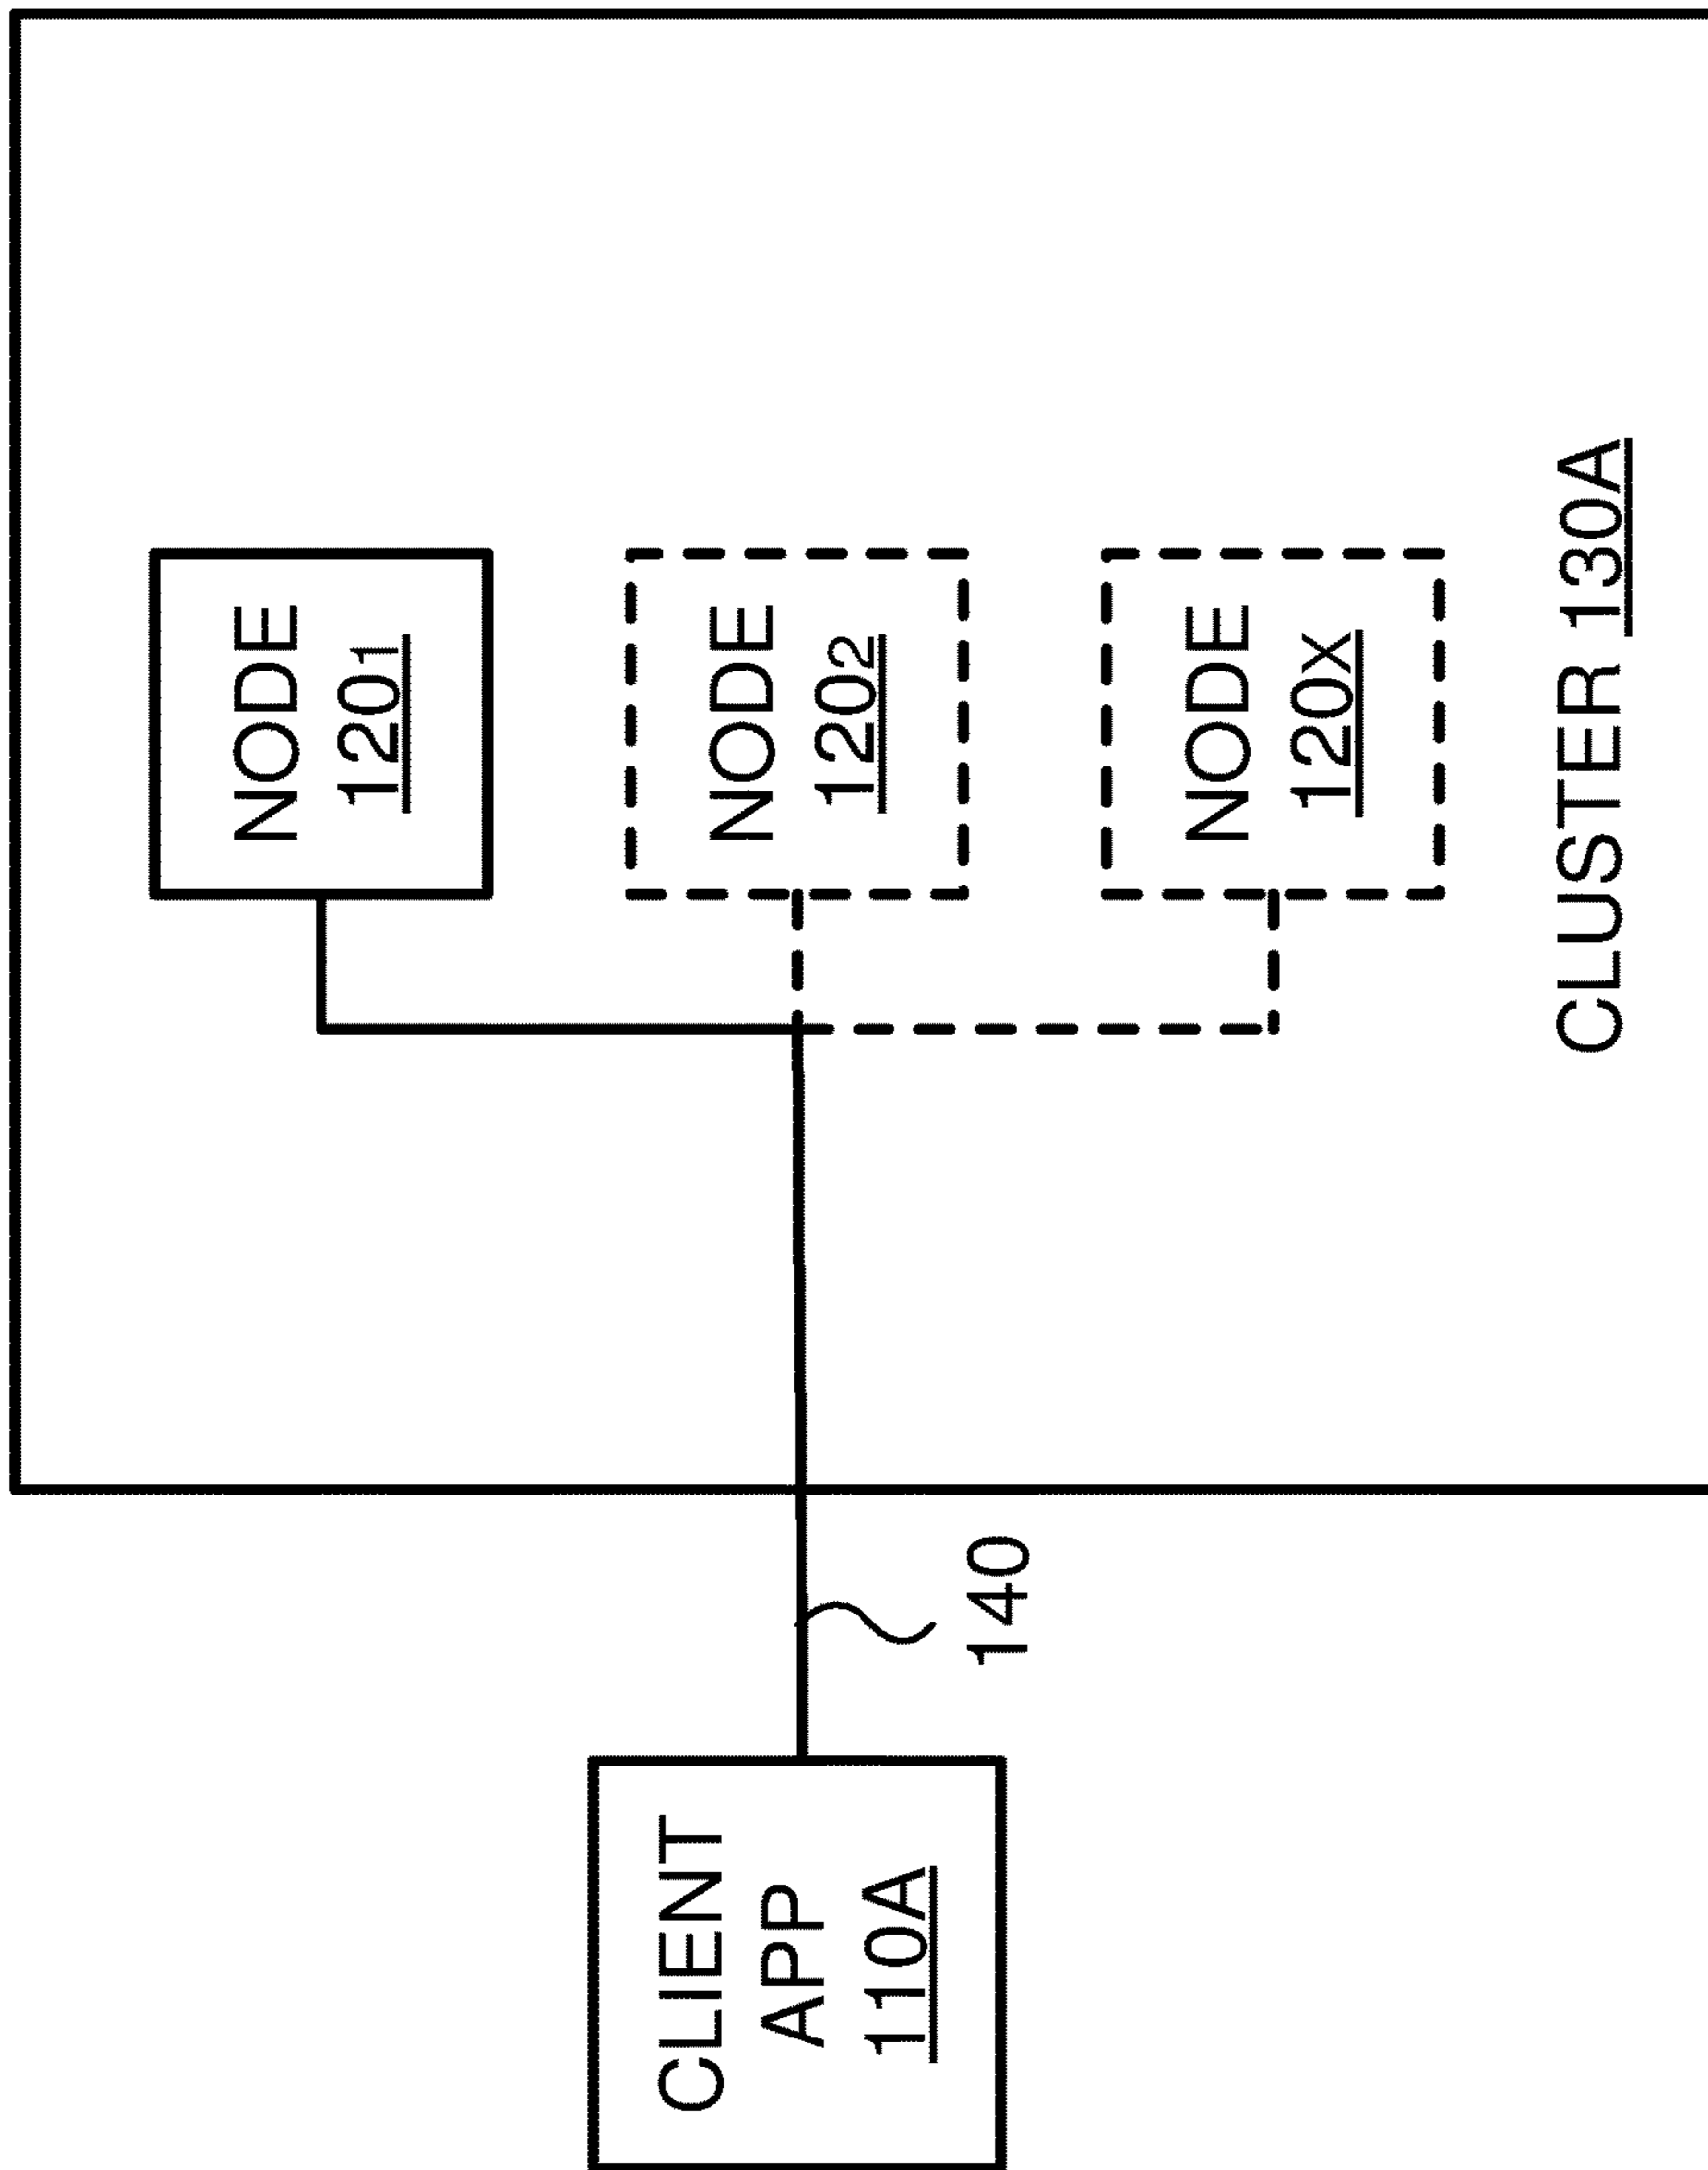 CLIENT
APP
110A
140
NODE
120₁
NODE
120₂
NODE
120X
CLUSTER 130A